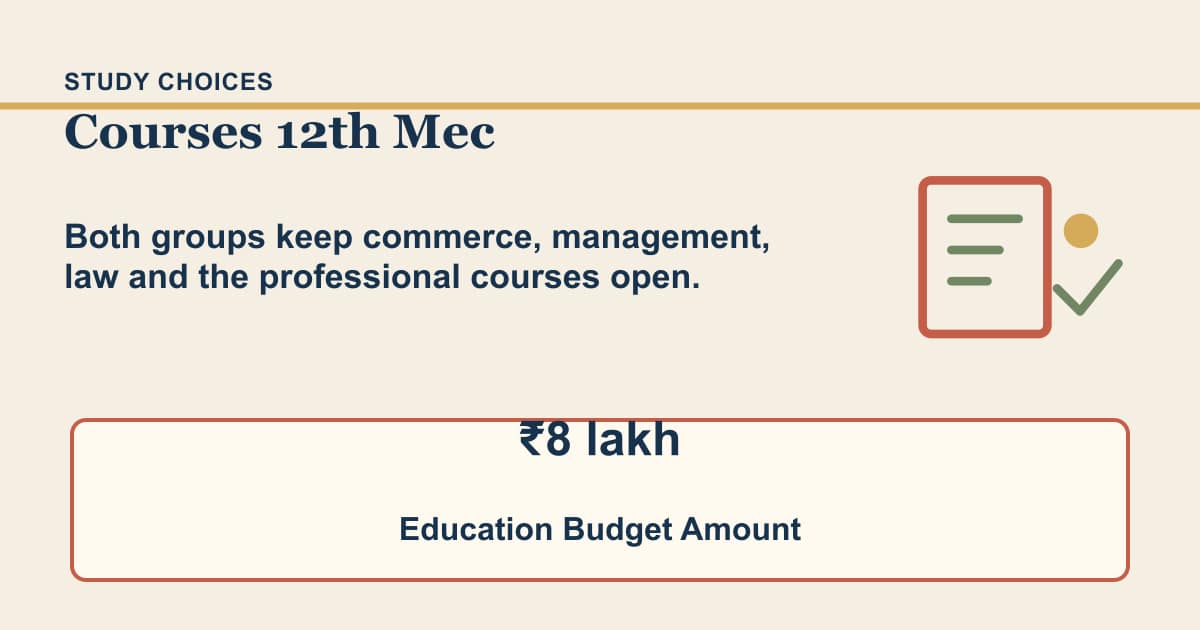 STUDY CHOICES
Courses 12th Mec
Both groups keep commerce, management,
law and the professional courses open.
₹8 lakh
Education Budget Amount